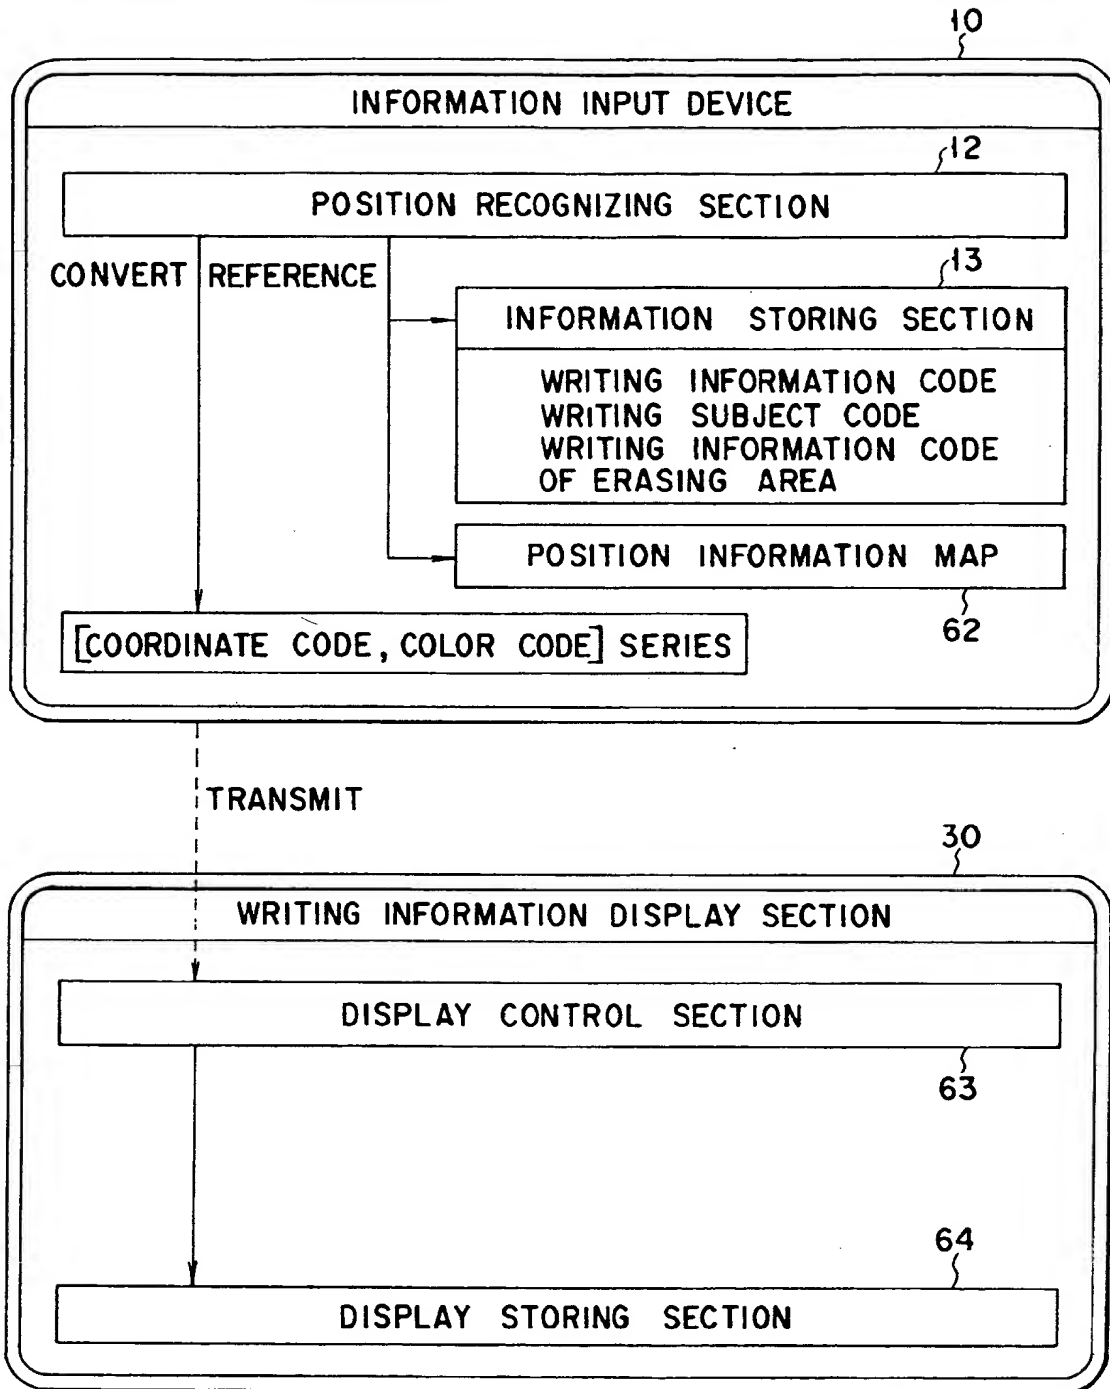 10
INFORMATION INPUT DEVICE
12
POSITION RECOGNIZING SECTION
CONVERT REFERENCE
13
INFORMATION STORING SECTION
WRITING INFORMATION CODE
WRITING SUBJECT CODE
WRITING INFORMATION CODE
OF ERASING AREA
POSITION INFORMATION MAP
62
[COORDINATE CODE, COLOR CODE] SERIES
TRANSMIT
30
WRITING INFORMATION DISPLAY SECTION
DISPLAY CONTROL SECTION
63
64
DISPLAY STORING SECTION